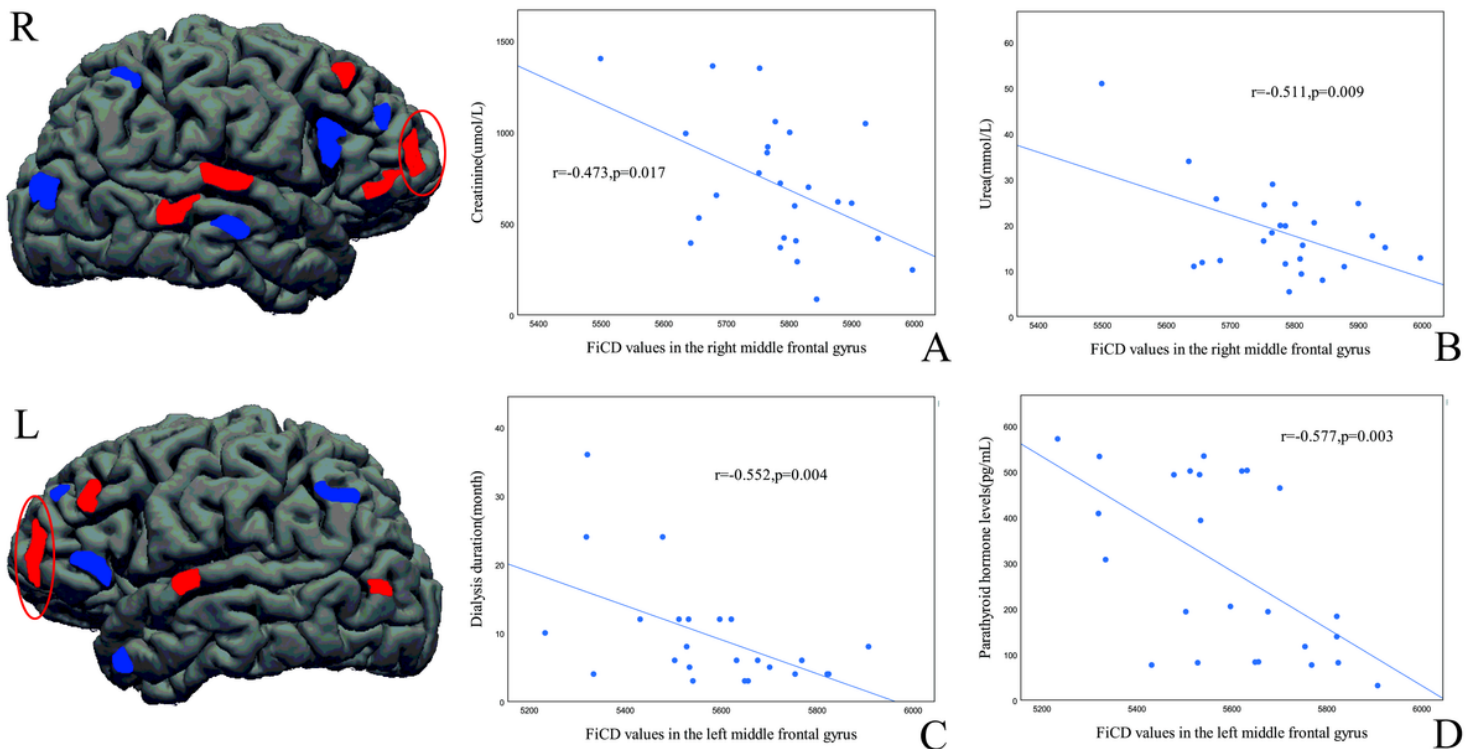 R
1500
1000
500
0
Creatinine(umol/L)
r=-0.473,p=0.017
5400 5500 5600 5700 5800 5900 6000
FiCD values in the right middle frontal gyrus
A
60
50
40
30
20
10
0
Urea(mmol/L)
r=-0.511,p=0.009
5400 5500 5600 5700 5800 5900 6000
FiCD values in the right middle frontal gyrus
B
L
40
30
20
10
0
Dialysis duration(month)
r=-0.552,p=0.004
5200 5400 5600 5800 6000
FiCD values in the left middle frontal gyrus
C
600
500
400
300
200
100
0
Parathyroid hormone levels(pg/mL)
r=-0.577,p=0.003
5200 5400 5600 5800 6000
FiCD values in the left middle frontal gyrus
D